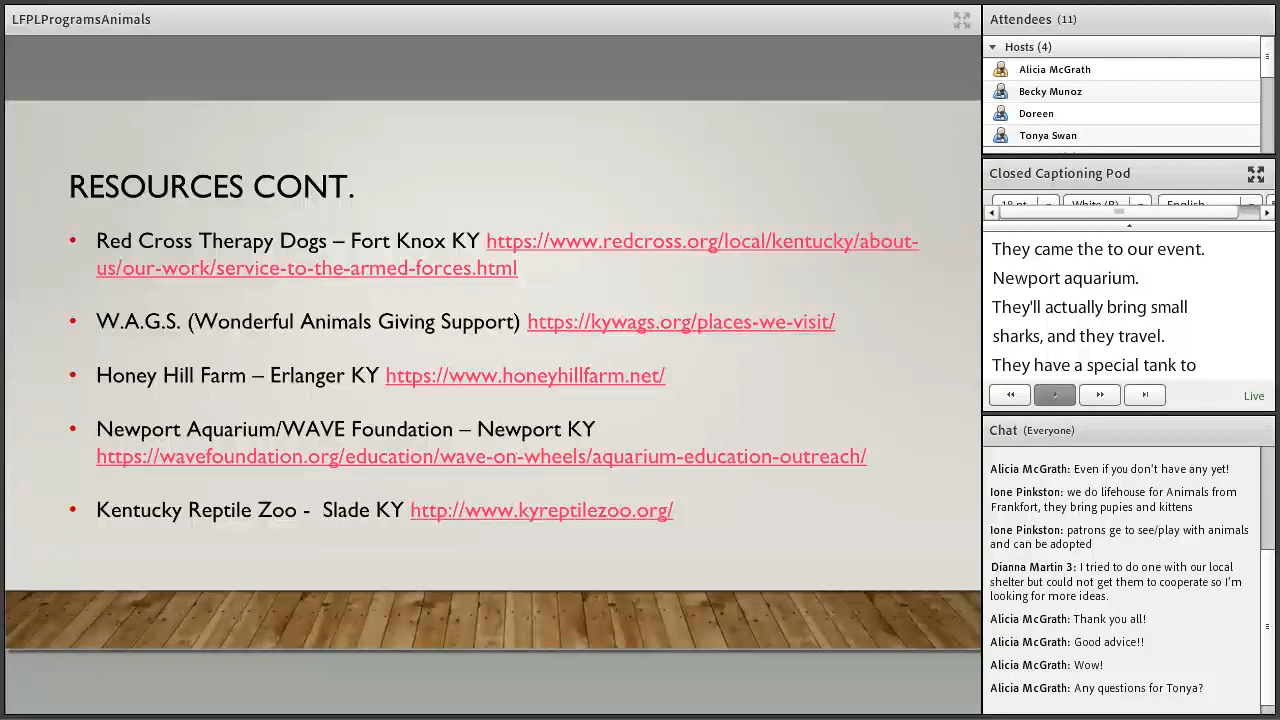 LFPLProgramsAnimals
RESOURCES CONT.
• Red Cross Therapy Dogs – Fort Knox KY https://www.redcross.org/local/kentucky/about-
us/our-work/service-to-the-armed-forces.html
• W.A.G.S. (Wonderful Animals Giving Support) https://kywags.org/places-we-visit/
• Honey Hill Farm – Erlanger KY https://www.honeyhillfarm.net/
• Newport Aquarium/WAVE Foundation – Newport KY
https://wavefoundation.org/education/wave-on-wheels/aquarium-education-outreach/
• Kentucky Reptile Zoo - Slade KY http://www.kyreptilezoo.org/
Attendees (11)
Hosts (4)
Alicia McGrath
Becky Munoz
Doreen
Tonya Swan
Closed Captioning Pod
18 pt White (B) English
They came the to our event.
Newport aquarium.
They'll actually bring small
sharks, and they travel.
They have a special tank to
Live
Chat (Everyone)
Alicia McGrath: Even if you don't have any yet!
Ione Pinkston: we do lifehouse for Animals from
Frankfort, they bring pupies and kittens
Ione Pinkston: patrons ge to see/play with animals
and can be adopted
Dianna Martin 3: I tried to do one with our local
shelter but could not get them to cooperate so I'm
looking for more ideas.
Alicia McGrath: Thank you all!
Alicia McGrath: Good advice!!
Alicia McGrath: Wow!
Alicia McGrath: Any questions for Tonya?